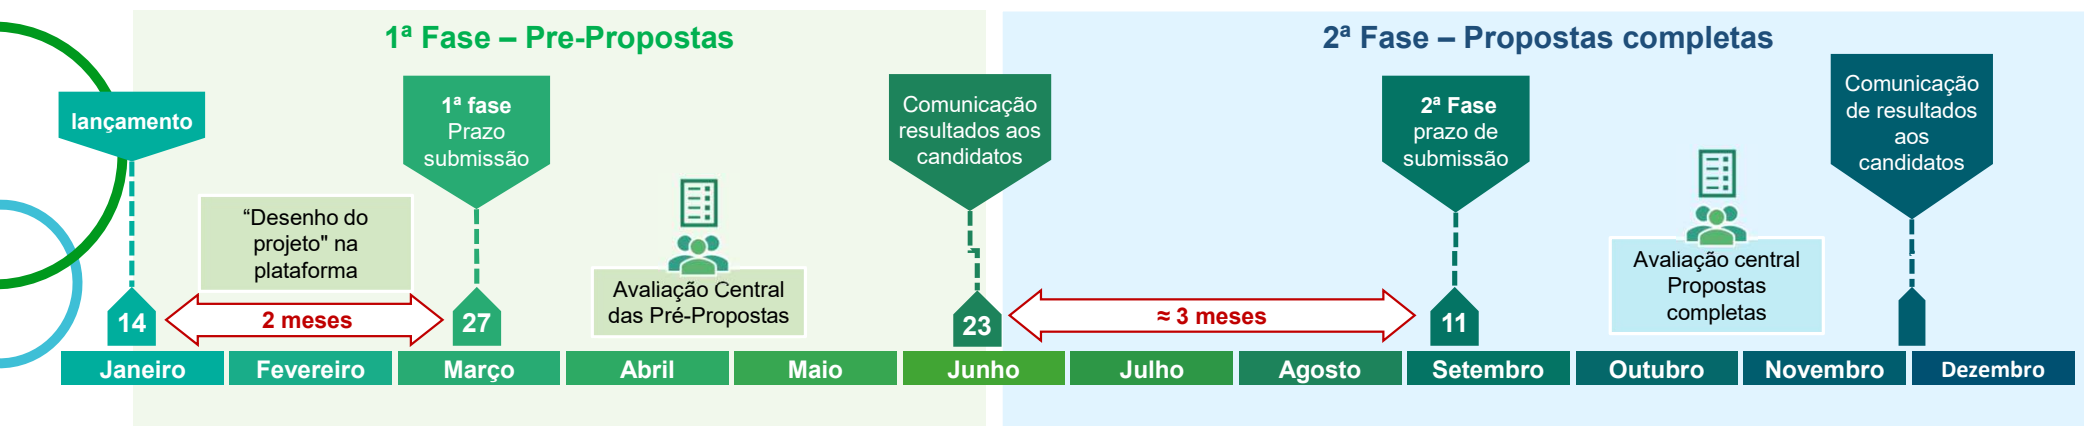 1ª Fase – Pre-Propostas
2ª Fase – Propostas completas
lançamento
1ª fase
Prazo
submissão
Comunicação
resultados aos
candidatos
2ª Fase
prazo de
submissão
Comunicação
de resultados
aos
candidatos
“Desenho do
projeto" na
plataforma
Avaliação Central
das Pré-Propostas
Avaliação central
Propostas
completas
14
2 meses
27
23
≈ 3 meses
11
Janeiro
Fevereiro
Março
Abril
Maio
Junho
Julho
Agosto
Setembro
Outubro
Novembro
Dezembro